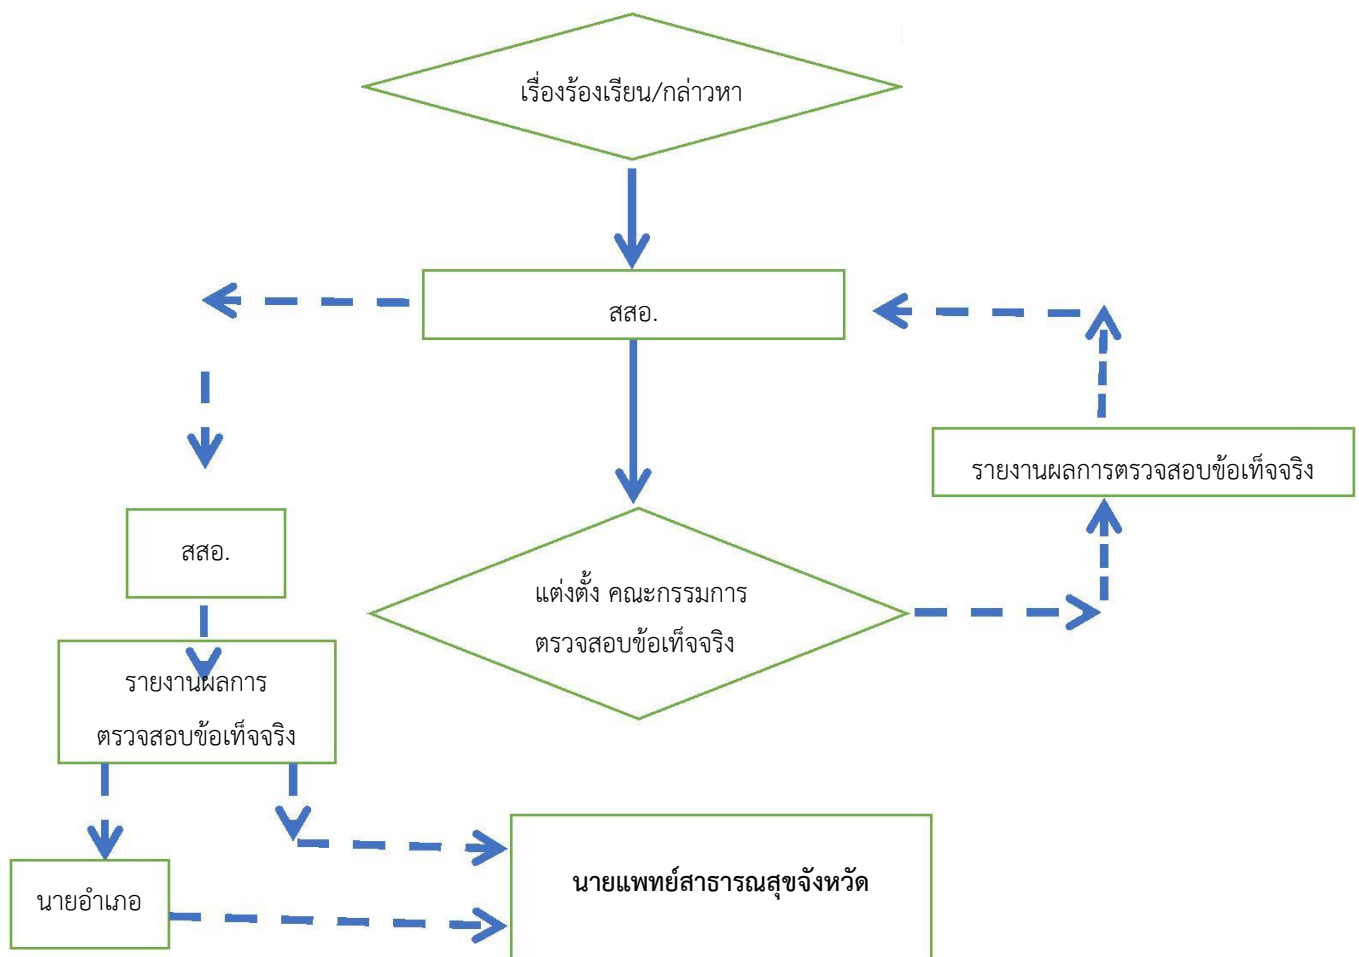 เรื่องร้องเรียน/กล่าวหา
สสอ.
รายงานผลการตรวจสอบข้อเท็จจริง
สสอ.
แต่งตั้ง คณะกรรมการ
ตรวจสอบข้อเท็จจริง
รายงานผลการ
ตรวจสอบข้อเท็จจริง
นายแพทย์สาธารณสุขจังหวัด
นายอำเภอ